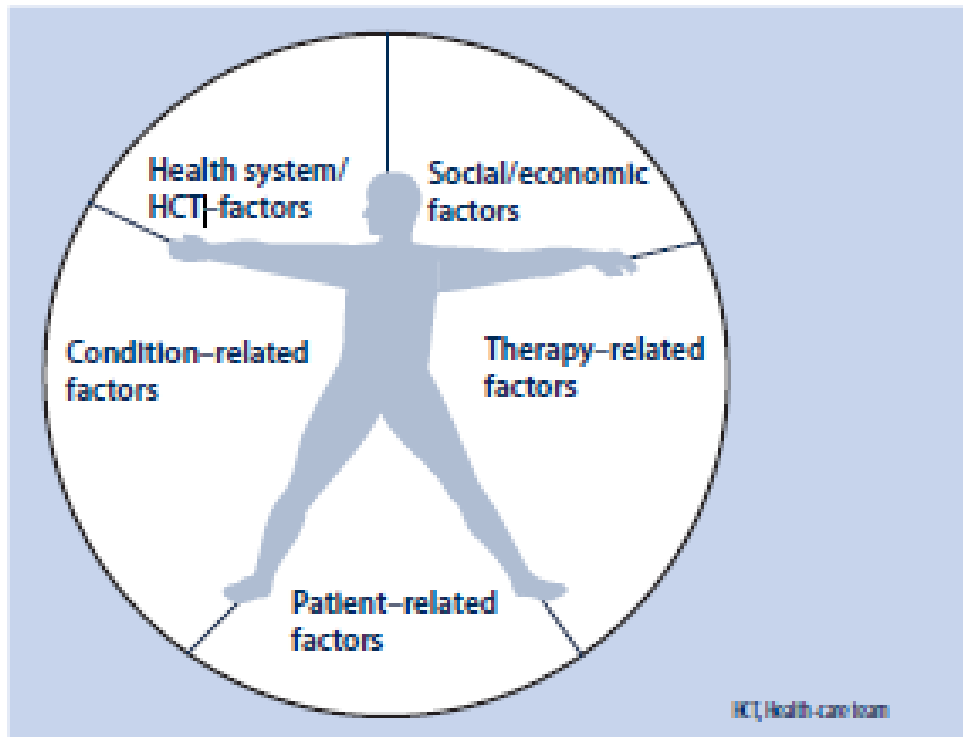 Health system/
HCT–factors
Social/economic
factors
Condition–related
factors
Therapy–related
factors
Patient–related
factors
HCT, Health-care team